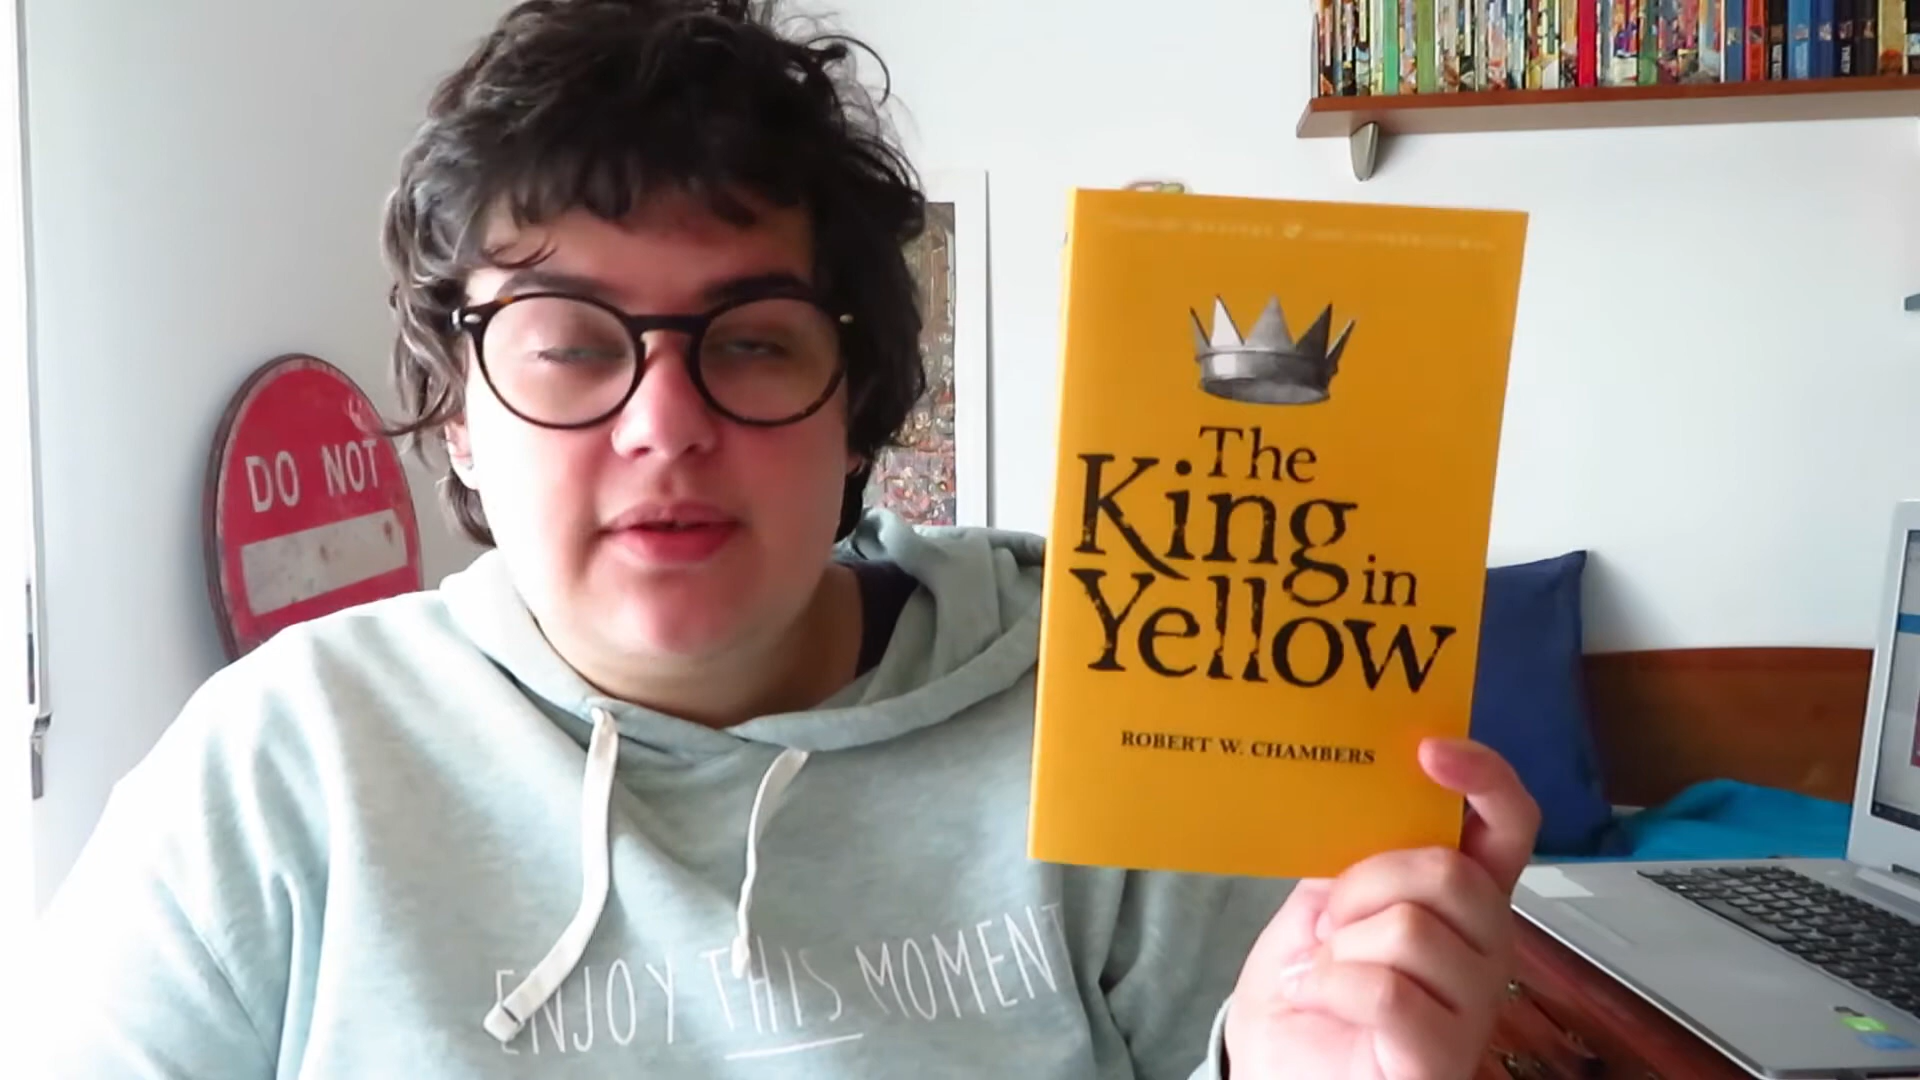 DO NOT
The
King in
Yellow
ROBERT W. CHAMBERS
ENJOY THIS MOMENT